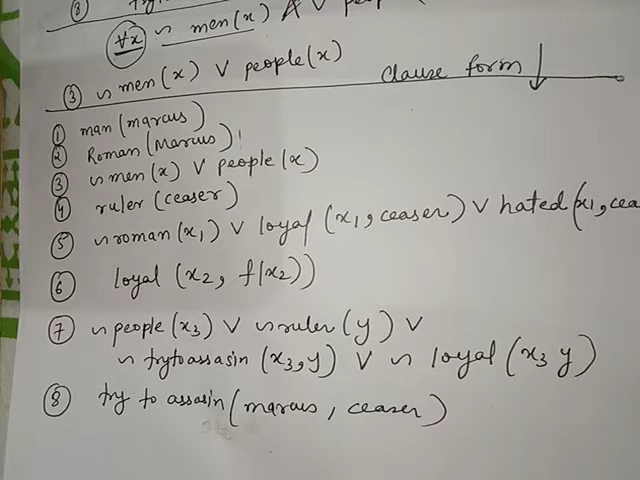 ⑧
∀x ~ men(x) ∨
③ ~ men(x) ∨ people(x)
Clause form ↓
① man(marcus)
② Roman(Marcus)
③ ~ men(x) ∨ people(x)
④ ruler(ceaser)
⑤ ~ roman(x₁) ∨ loyal (x₁, ceaser) ∨ hated(x₁, cea
⑥ loyal (x₂, f(x₂))
⑦ ~ people(x₃) ∨ ~ ruler(y) ∨
~ trytoassasin (x₃, y) ∨ ~ loyal (x₃ y)
⑧ try to assasin(marcus, ceaser)